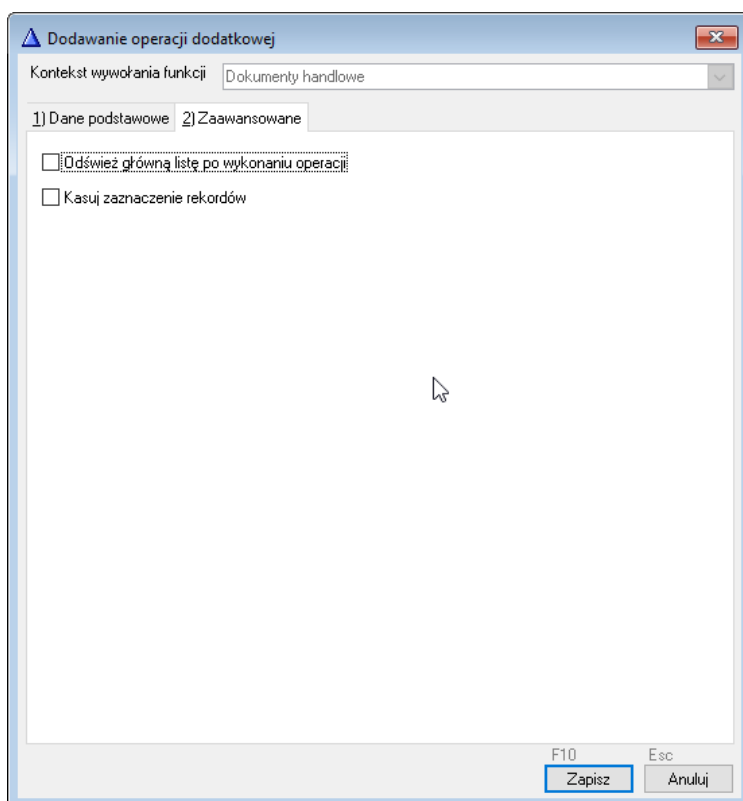 Dodawanie operacji dodatkowej
Kontekst wywołania funkcji Dokumenty handlowe
1) Dane podstawowe 2) Zaawansowane
Odśwież główną listę po wykonaniu operacji
Kasuj zaznaczenie rekordów
F10 Esc
Zapisz Anuluj